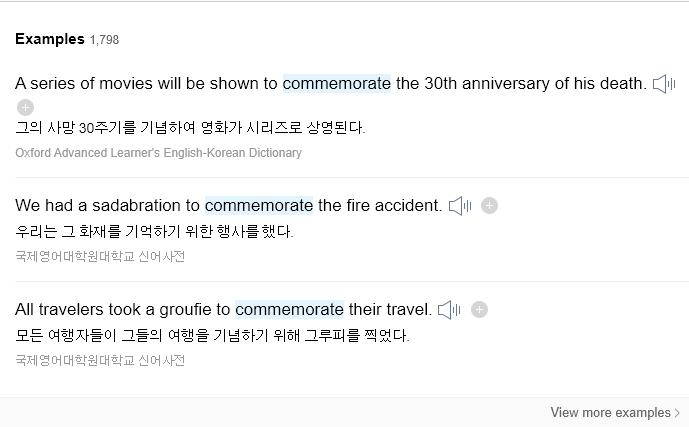 Examples 1,798
A series of movies will be shown to commemorate the 30th anniversary of his death.
그의 사망 30주기를 기념하여 영화가 시리즈로 상영된다.
Oxford Advanced Learner's English-Korean Dictionary
We had a sadabration to commemorate the fire accident.
우리는 그 화재를 기억하기 위한 행사를 했다.
국제영어대학원대학교 신어사전
All travelers took a groufie to commemorate their travel.
모든 여행자들이 그들의 여행을 기념하기 위해 그루피를 찍었다.
국제영어대학원대학교 신어사전
View more examples